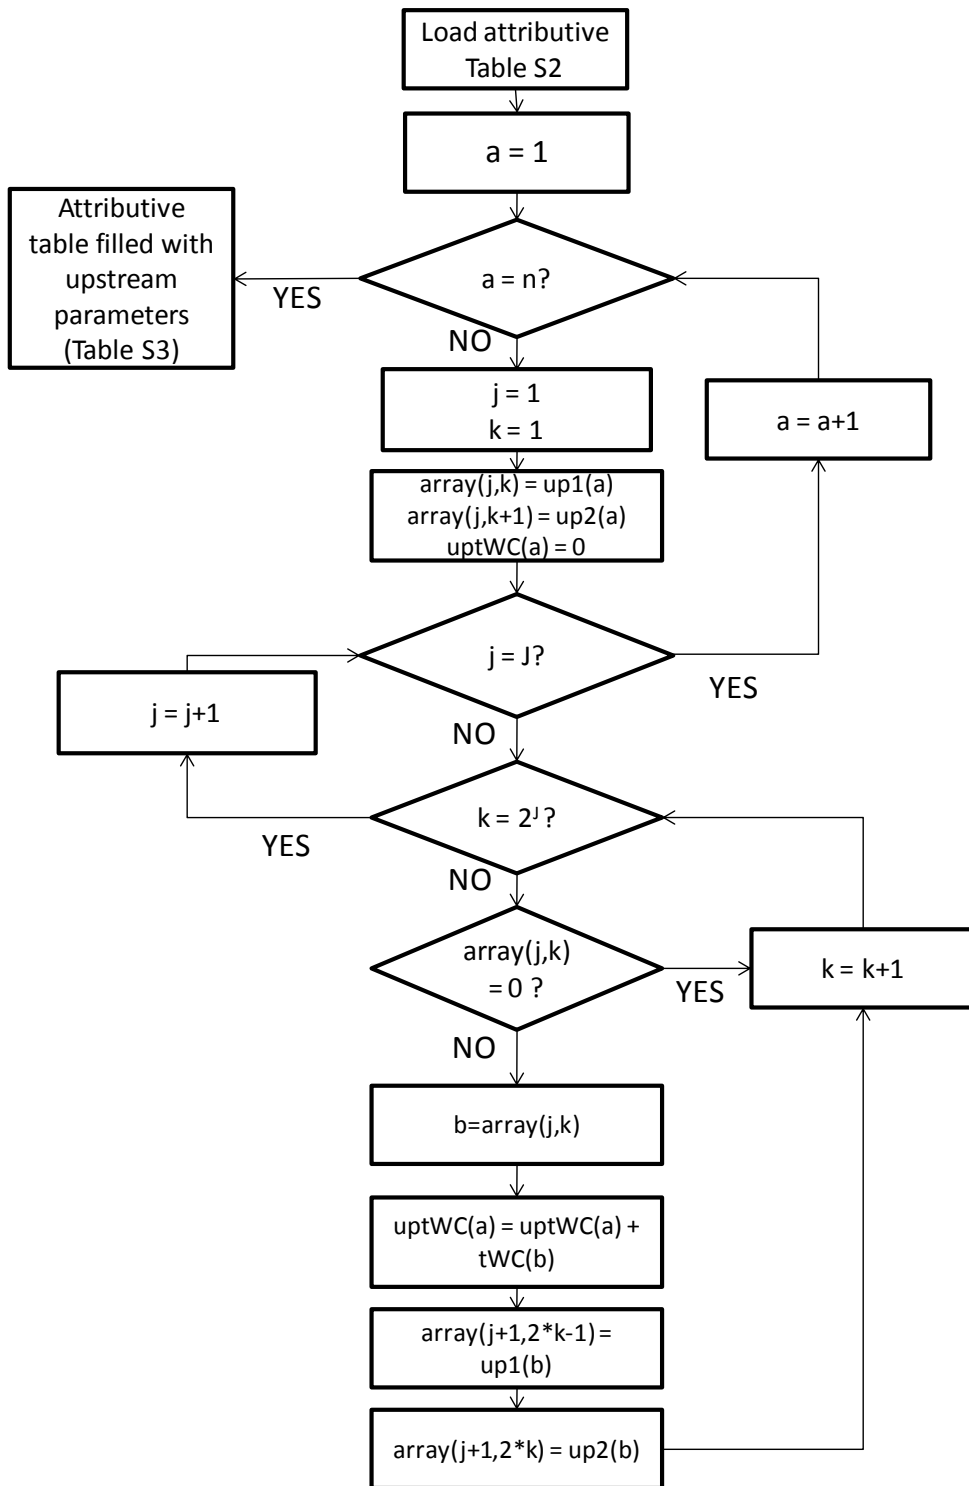 Load attributive
Table S2
a = 1
Attributive
table filled with
upstream
parameters
(Table S3)
a = n?
YES
NO
j = 1
k = 1
a = a+1
array(j,k) = up1(a)
array(j,k+1) = up2(a)
uptWC(a) = 0
j = J?
YES
j = j+1
NO
k = 2ᴶ ?
YES
NO
array(j,k)
= 0 ?
YES
k = k+1
NO
b=array(j,k)
uptWC(a) = uptWC(a) +
tWC(b)
array(j+1,2*k-1) =
up1(b)
array(j+1,2*k) = up2(b)